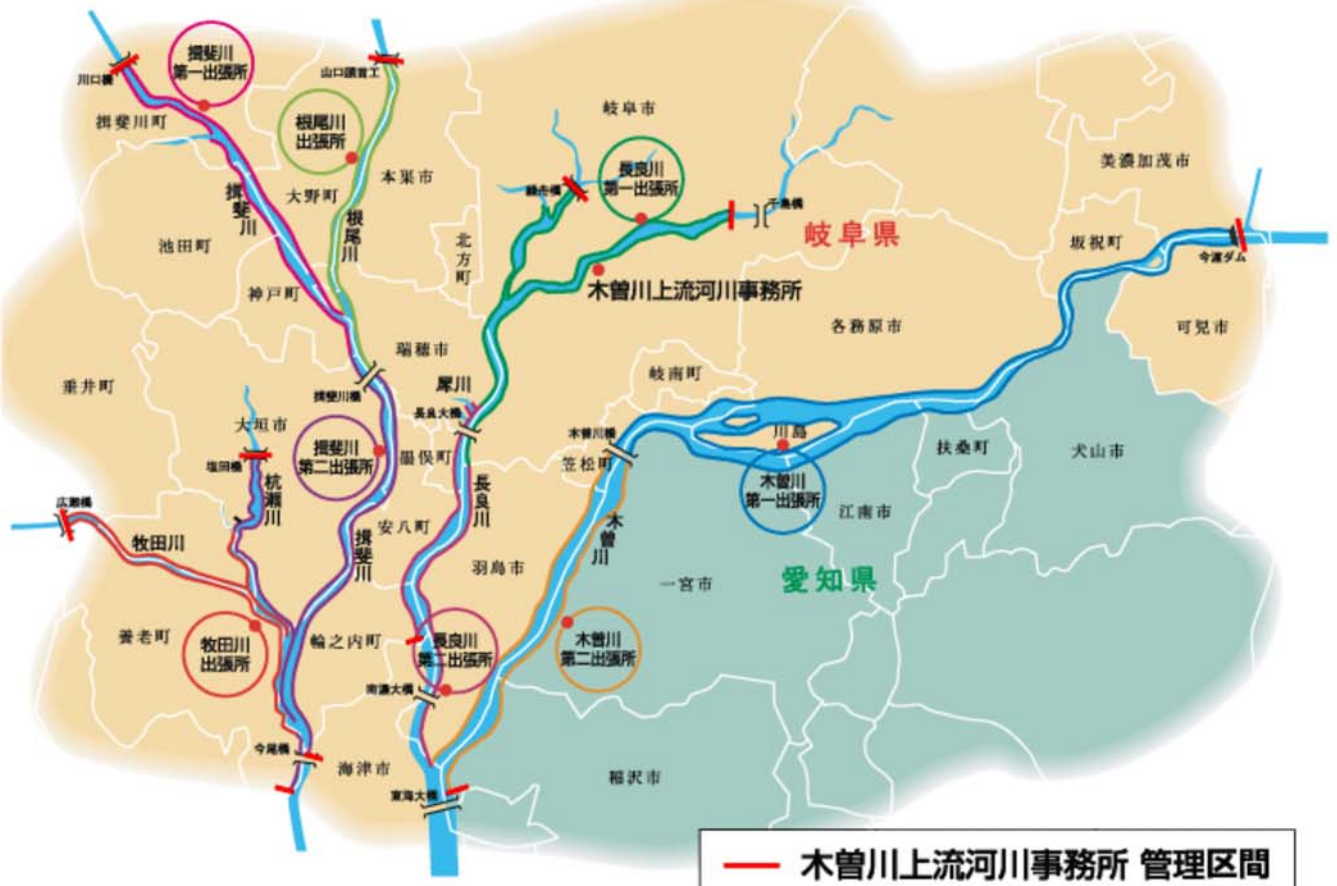 揖斐川
第一出張所
川口橋
山口頭首工
揖斐川町
根尾川
出張所
岐阜市
長良川
第一出張所
美濃加茂市
本巣市
大野町
揖斐川
根尾川
千鳥橋
岐阜県
坂祝町
今渡ダム
池田町
北方町
神戸町
木曽川上流河川事務所
各務原市
可児市
瑞穂市
岐南町
垂井町
犀川
揖斐川橋
長良大橋
大垣市
木曽川橋
川島
扶桑町
犬山市
揖斐川
第二出張所
墨俣町
笠松町
塩田橋
杭瀬川
長良川
木曽川
第一出張所
江南市
広瀬橋
安八町
木曽川
牧田川
揖斐川
羽島市
一宮市
愛知県
養老町
牧田川
出張所
輪之内町
長良川
第二出張所
木曽川
第二出張所
南濃大橋
今尾橋
海津市
稲沢市
東海大橋
木曽川上流河川事務所 管理区間